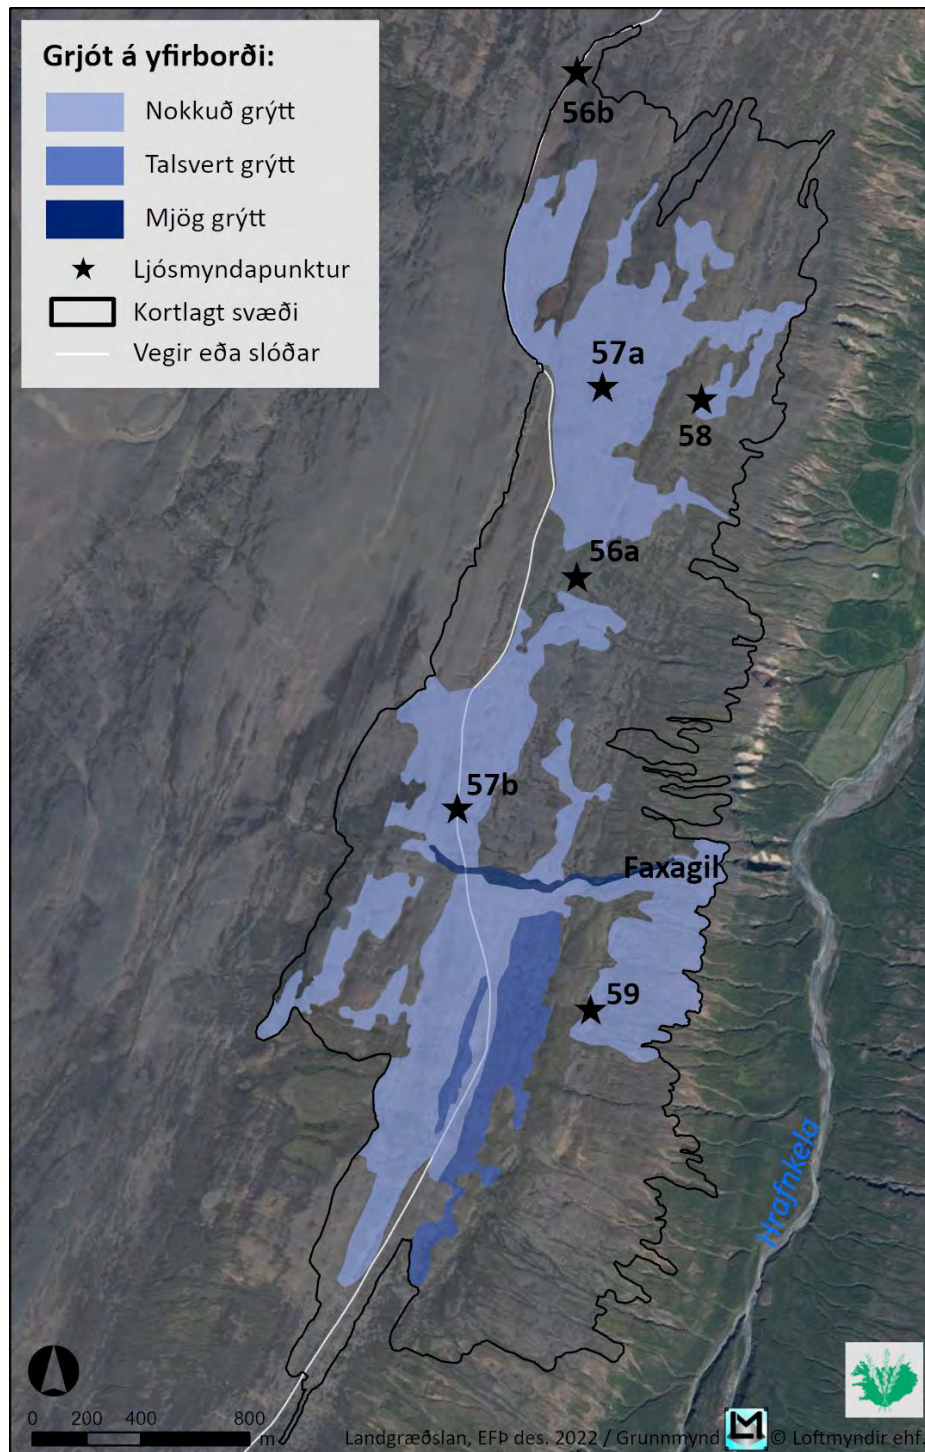 Grjót á yfirborði:
Nokkuð grýtt
Talsvert grýtt
Mjög grýtt
Ljósmyndapunktur
Kortlagt svæði
Vegir eða slóðar
56b
57a
58
56a
57b
Faxagil
59
Hrafnkela
0 200 400 800
m
Landgræðslan, EFÞ des. 2022 / Grunnmynd LM © Loftmyndir ehf.